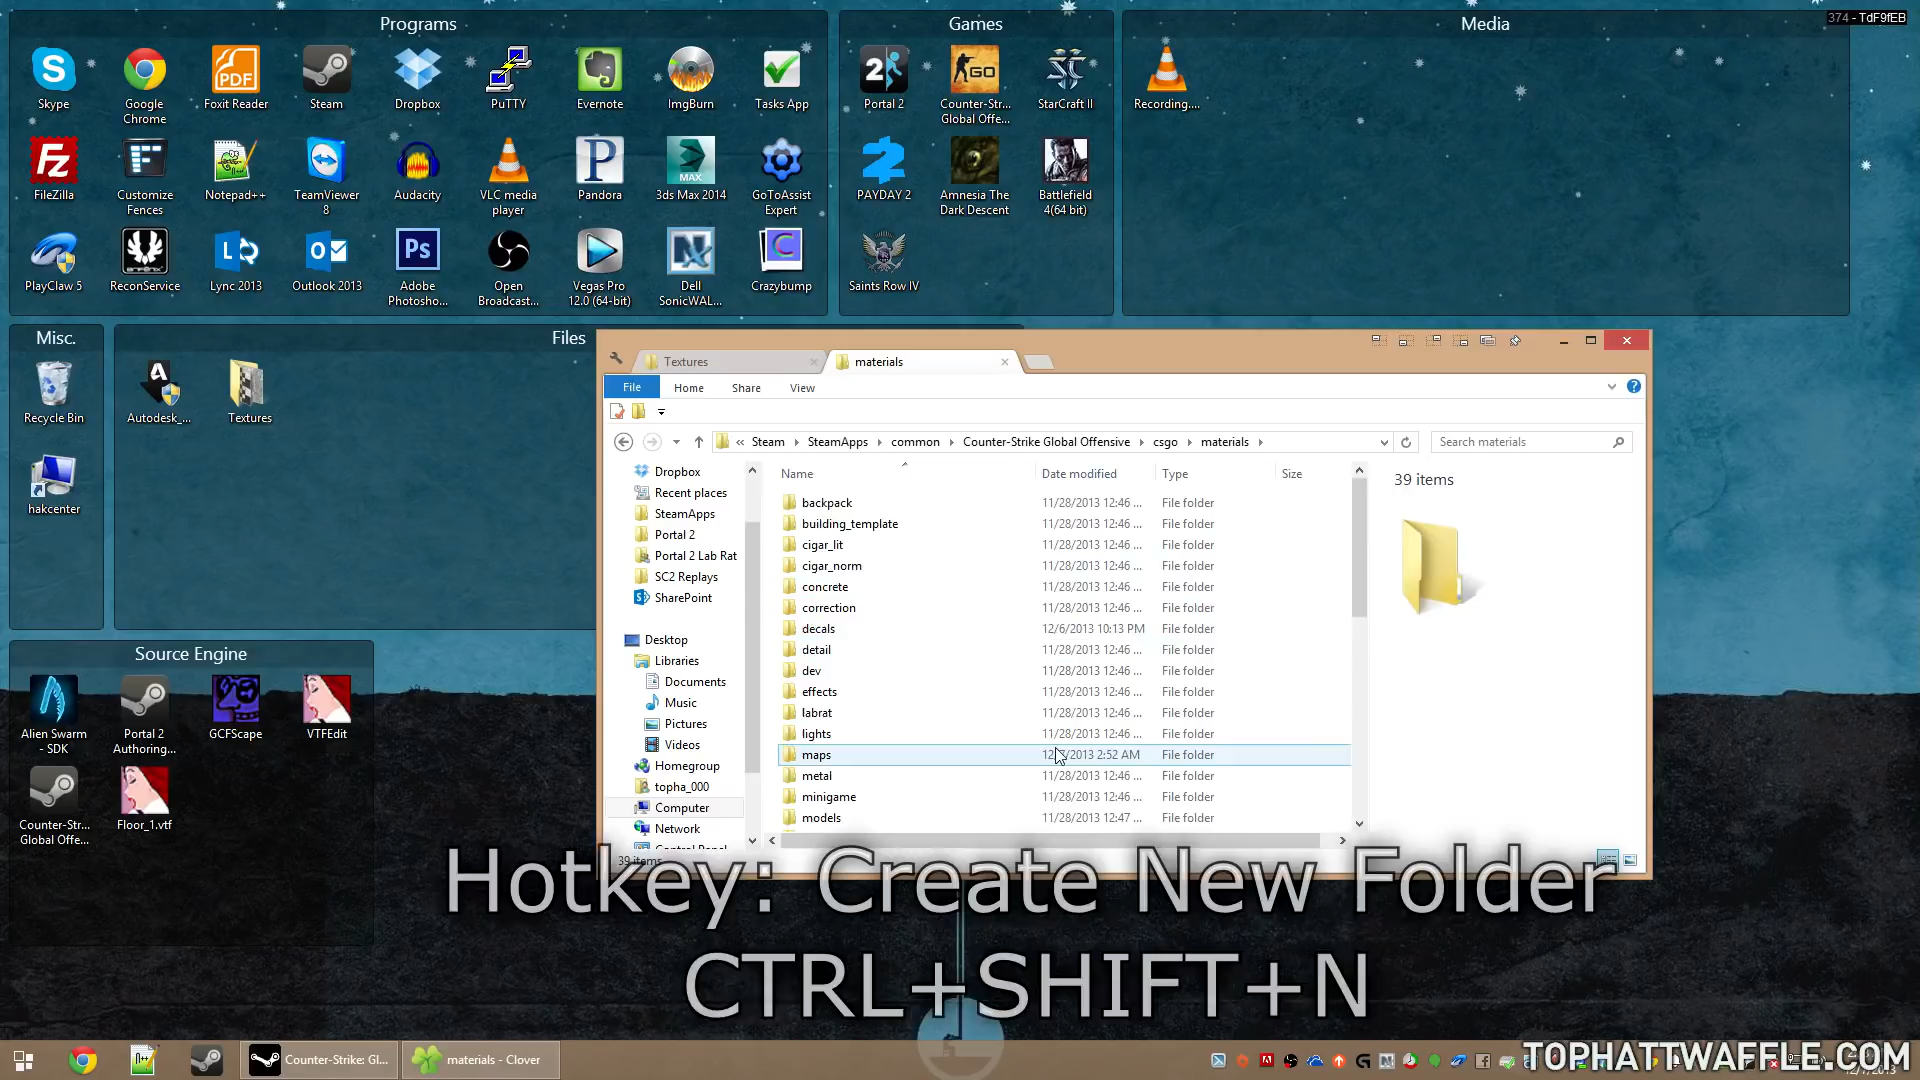 Programs
Games
Media
374 - TdF9fEB
Skype
Google Chrome
Foxit Reader
Steam
Dropbox
PuTTY
Evernote
ImgBurn
Tasks App
Portal 2
Counter-Str... Global Offe...
StarCraft II
Recording....
FileZilla
Customize Fences
Notepad++
TeamViewer 8
Audacity
VLC media player
Pandora
3ds Max 2014
GoToAssist Expert
PAYDAY 2
Amnesia The Dark Descent
Battlefield 4(64 bit)
PlayClaw 5
ReconService
Lync 2013
Outlook 2013
Adobe Photosho...
Open Broadcast...
Vegas Pro 12.0 (64-bit)
Dell SonicWAL...
Crazybump
Saints Row IV
Misc.
Files
Recycle Bin
Autodesk_...
Textures
hakcenter
Source Engine
Alien Swarm - SDK
Portal 2 Authoring...
GCFScape
VTFEdit
Counter-Str... Global Offe...
Floor_1.vtf
Textures
materials
File
Home
Share
View
« Steam
SteamApps
common
Counter-Strike Global Offensive
csgo
materials
Search materials
Dropbox
Recent places
SteamApps
Portal 2
Portal 2 Lab Rat
SC2 Replays
SharePoint
Desktop
Libraries
Documents
Music
Pictures
Videos
Homegroup
topha_000
Computer
Network
Control Panel
Name Date modified Type Size
backpack 11/28/2013 12:46 ... File folder
building_template 11/28/2013 12:46 ... File folder
cigar_lit 11/28/2013 12:46 ... File folder
cigar_norm 11/28/2013 12:46 ... File folder
concrete 11/28/2013 12:46 ... File folder
correction 11/28/2013 12:46 ... File folder
decals 12/6/2013 10:13 PM File folder
detail 11/28/2013 12:46 ... File folder
dev 11/28/2013 12:46 ... File folder
effects 11/28/2013 12:46 ... File folder
labrat 11/28/2013 12:46 ... File folder
lights 11/28/2013 12:46 ... File folder
maps 2:52 AM File folder
metal 11/28/2013 12:46 ... File folder
minigame 11/28/2013 12:46 ... File folder
models 11/28/2013 12:47 ... File folder
39 items
39 items
Hotkey: Create New Folder
CTRL+SHIFT+N
Counter-Strike: Gl...
materials - Clover
TOPHATTWAFFLE.COM